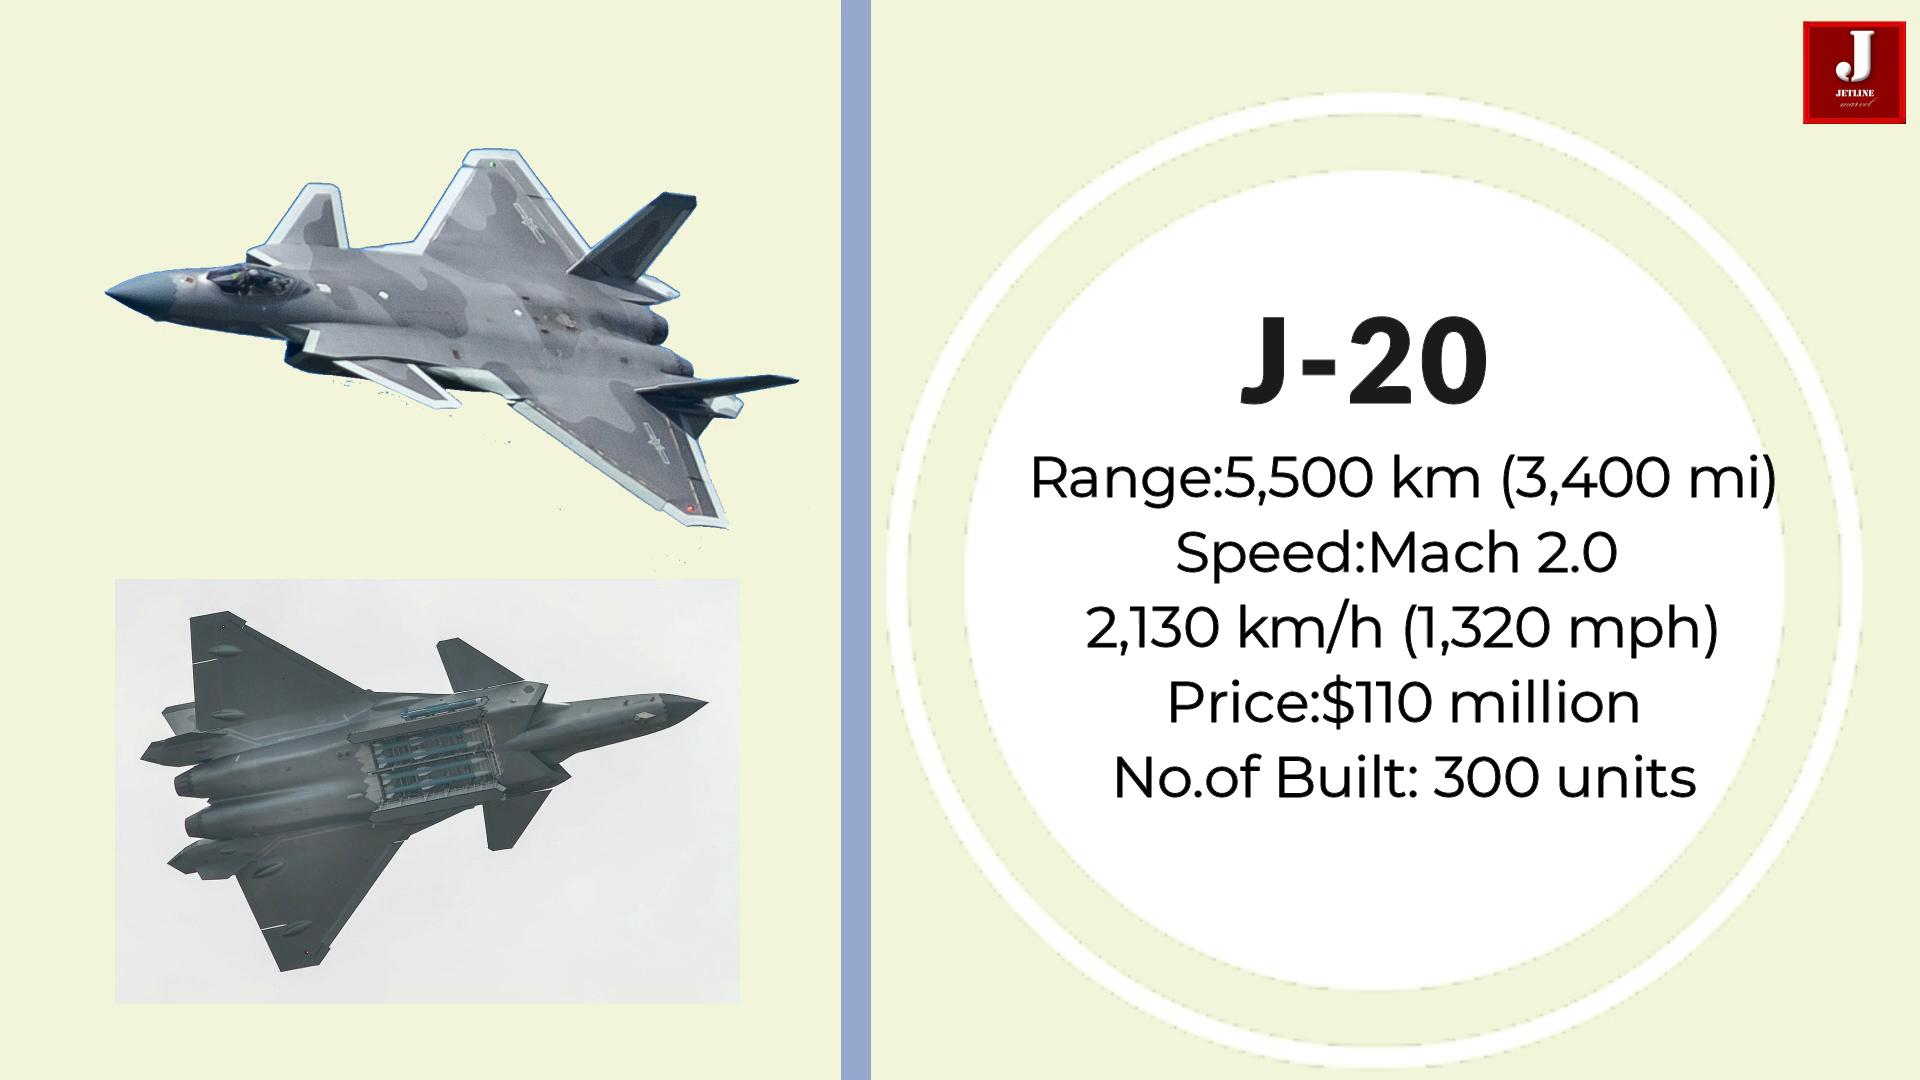 J
JETLINE
marvel
J-20
Range:5,500 km (3,400 mi)
Speed:Mach 2.0
2,130 km/h (1,320 mph)
Price:$110 million
No.of Built: 300 units